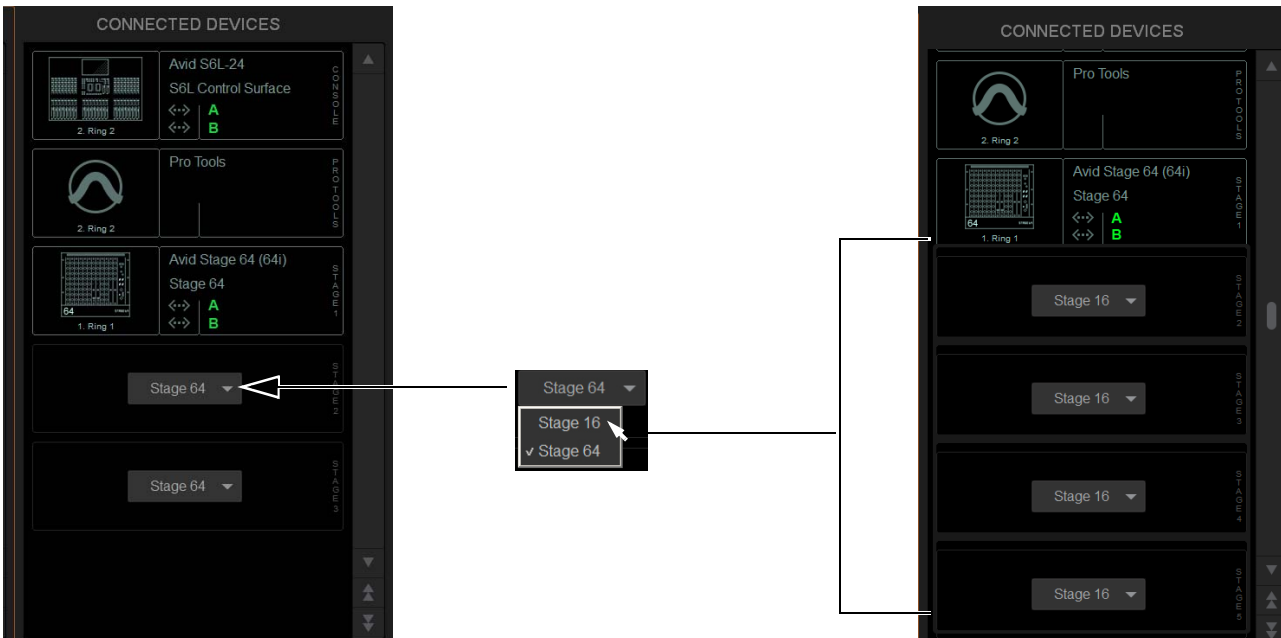 CONNECTED DEVICES
Avid S6L-24
S6L Control Surface
A
B
2. Ring 2
CONSOLE
Pro Tools
2. Ring 2
PRO TOOLS
Avid Stage 64 (64i)
Stage 64
A
B
64
1. Ring 1
STAGE 1
Stage 64
STAGE 2
Stage 64
STAGE 3
Stage 64
Stage 16
✓ Stage 64
CONNECTED DEVICES
Pro Tools
2. Ring 2
PRO TOOLS
Avid Stage 64 (64i)
Stage 64
A
B
64
1. Ring 1
STAGE 1
Stage 16
STAGE 2
Stage 16
STAGE 3
Stage 16
STAGE 4
Stage 16
STAGE 5